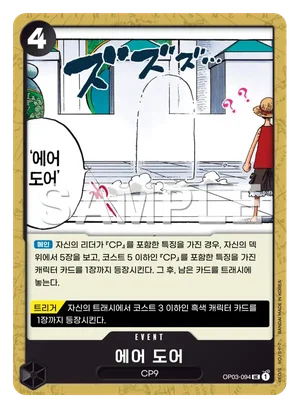 4
ズズズ…
‘에어
도어’
??
SAMPLE
메인 자신의 리더가 『CP』를 포함한 특징을 가진 경우, 자신의 덱
위에서 5장을 보고, 코스트 5 이하인 『CP』를 포함한 특징을 가진
캐릭터 카드를 1장까지 등장시킨다. 그 후, 남은 카드를 트래시에
놓는다.
트리거 자신의 트래시에서 코스트 3 이하인 흑색 캐릭터 카드를
1장까지 등장시킨다.
EVENT
에어 도어
CP9
OP03-094 UC 1